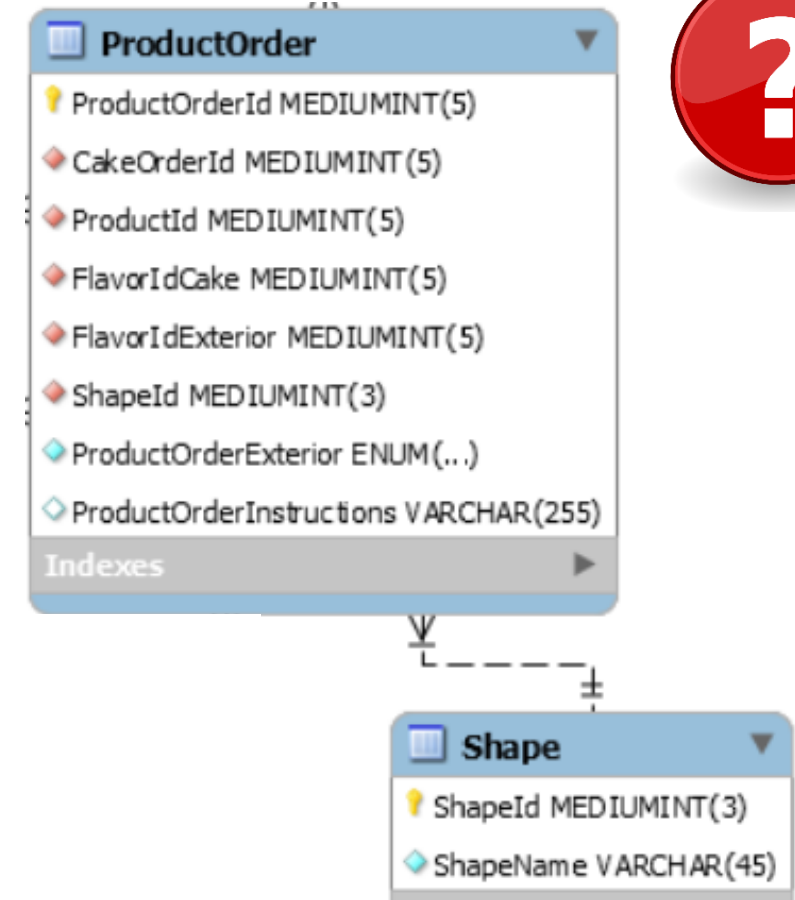 ProductOrder
ProductOrderId MEDIUMINT(5)
CakeOrderId MEDIUMINT(5)
ProductId MEDIUMINT(5)
FlavorIdCake MEDIUMINT(5)
FlavorIdExterior MEDIUMINT(5)
ShapeId MEDIUMINT(3)
ProductOrderExterior ENUM(...)
ProductOrderInstructions VARCHAR(255)
Indexes
?
Shape
ShapeId MEDIUMINT(3)
ShapeName VARCHAR(45)